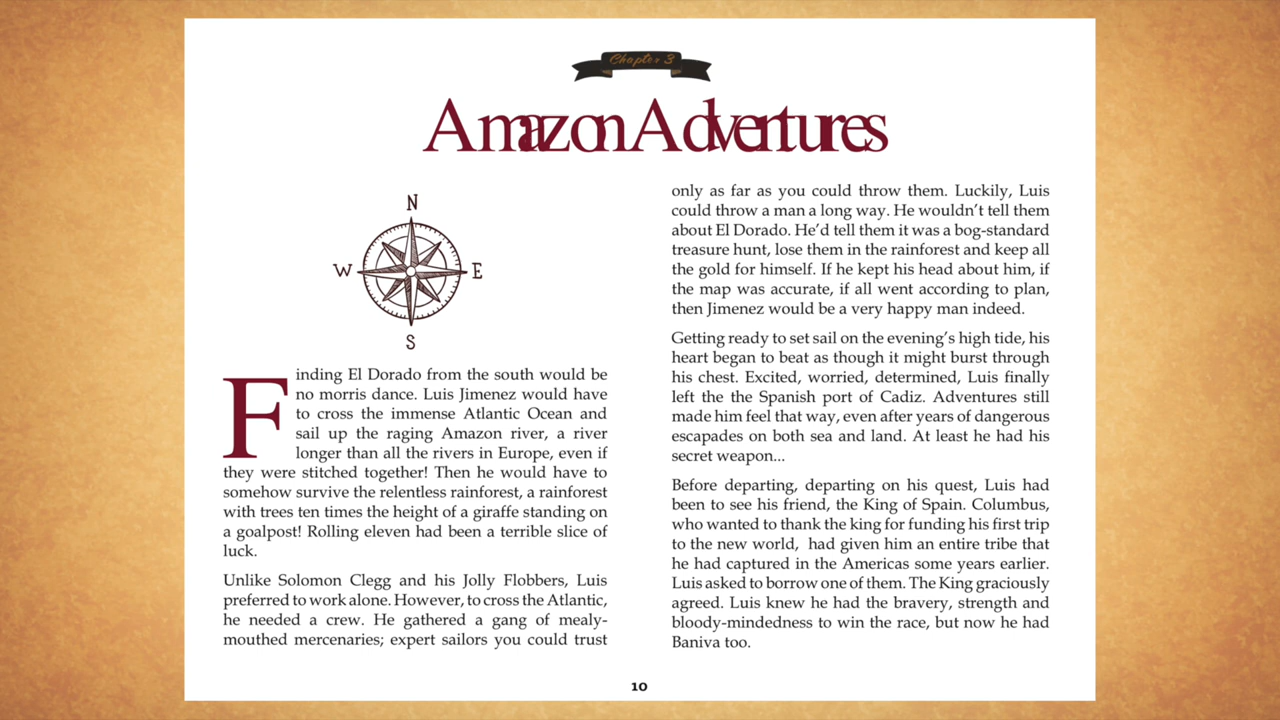 Chapter 3
Amazon Adventures
N
W E
S
Finding El Dorado from the south would be
no morris dance. Luis Jimenez would have
to cross the immense Atlantic Ocean and
sail up the raging Amazon river, a river
longer than all the rivers in Europe, even if
they were stitched together! Then he would have to
somehow survive the relentless rainforest, a rainforest
with trees ten times the height of a giraffe standing on
a goalpost! Rolling eleven had been a terrible slice of
luck.
Unlike Solomon Clegg and his Jolly Flobbers, Luis
preferred to work alone. However, to cross the Atlantic,
he needed a crew. He gathered a gang of mealy-
mouthed mercenaries; expert sailors you could trust
only as far as you could throw them. Luckily, Luis
could throw a man a long way. He wouldn't tell them
about El Dorado. He'd tell them it was a bog-standard
treasure hunt, lose them in the rainforest and keep all
the gold for himself. If he kept his head about him, if
the map was accurate, if all went according to plan,
then Jimenez would be a very happy man indeed.
Getting ready to set sail on the evening's high tide, his
heart began to beat as though it might burst through
his chest. Excited, worried, determined, Luis finally
left the the Spanish port of Cadiz. Adventures still
made him feel that way, even after years of dangerous
escapades on both sea and land. At least he had his
secret weapon...
Before departing, departing on his quest, Luis had
been to see his friend, the King of Spain. Columbus,
who wanted to thank the king for funding his first trip
to the new world, had given him an entire tribe that
he had captured in the Americas some years earlier.
Luis asked to borrow one of them. The King graciously
agreed. Luis knew he had the bravery, strength and
bloody-mindedness to win the race, but now he had
Baniva too.
10